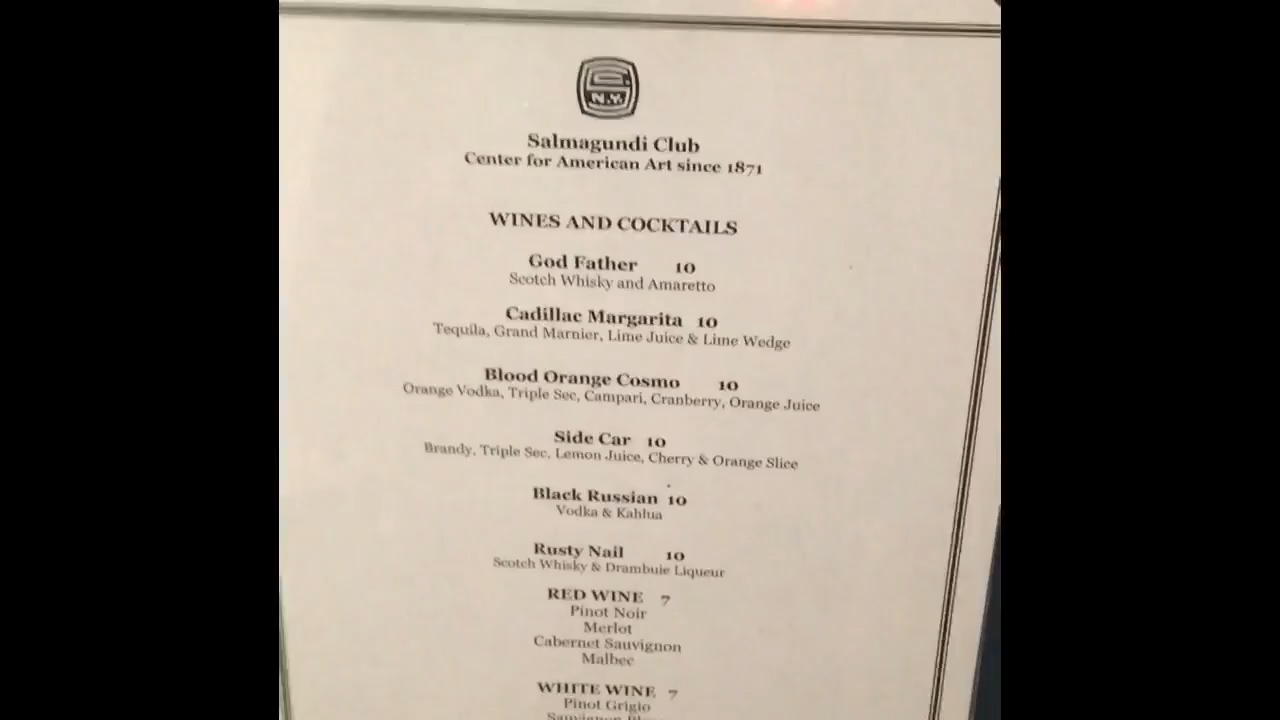 S.
N.Y.
Salmagundi Club
Center for American Art since 1871
WINES AND COCKTAILS
God Father 10
Scotch Whisky and Amaretto
Cadillac Margarita 10
Tequila, Grand Marnier, Lime Juice & Lime Wedge
Blood Orange Cosmo 10
Orange Vodka, Triple Sec, Campari, Cranberry, Orange Juice
Side Car 10
Brandy, Triple Sec, Lemon Juice, Cherry & Orange Slice
Black Russian 10
Vodka & Kahlua
Rusty Nail 10
Scotch Whisky & Drambuie Liqueur
RED WINE 7
Pinot Noir
Merlot
Cabernet Sauvignon
Malbec
WHITE WINE 7
Pinot Grigio